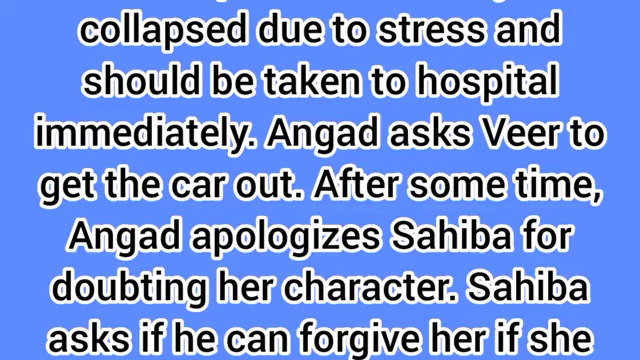 collapsed due to stress and
should be taken to hospital
immediately. Angad asks Veer to
get the car out. After some time,
Angad apologizes Sahiba for
doubting her character. Sahiba
asks if he can forgive her if she